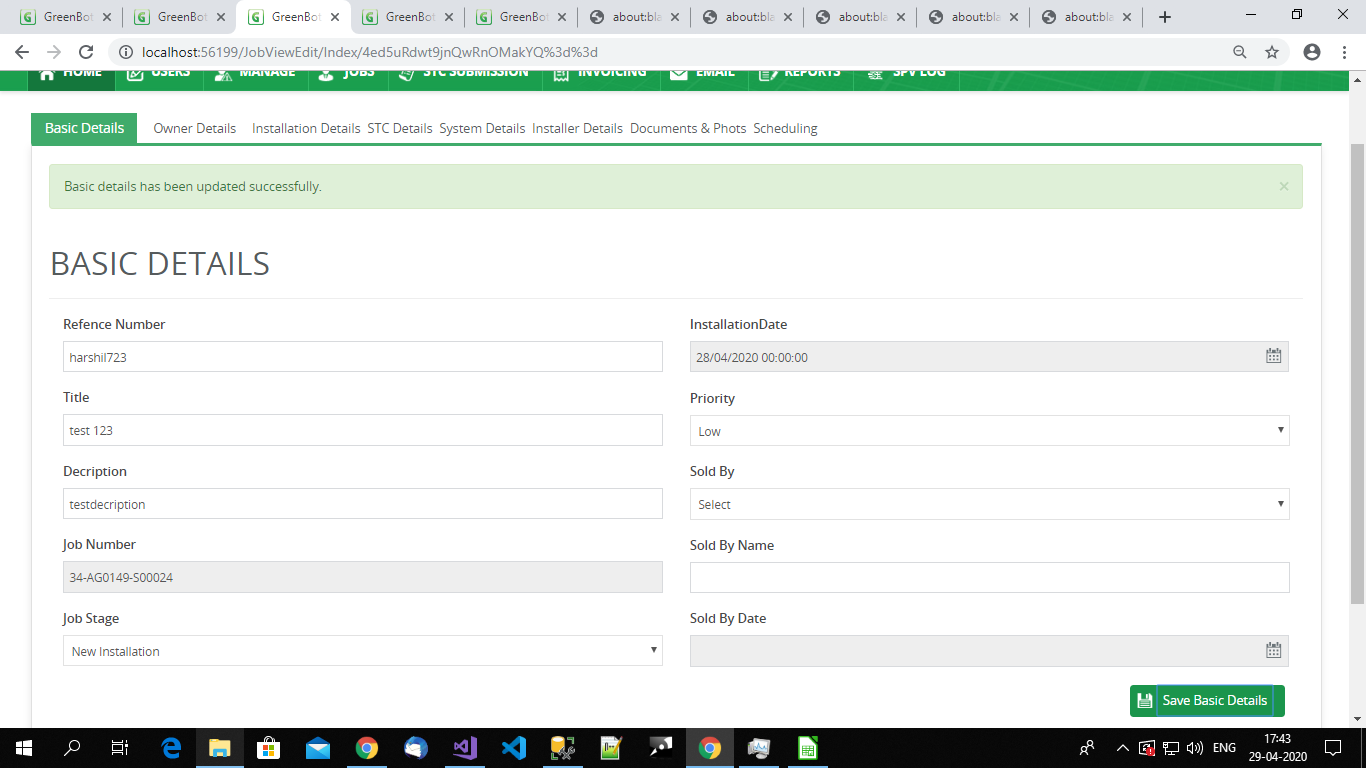 GreenBot GreenBot GreenBot GreenBot GreenBot about:bla about:bla about:bla about:bla about:bla
localhost:56199/JobViewEdit/Index/4ed5uRdwt9jnQwRnOMakYQ%3d%3d
HOME USERS MANAGE JOBS STC SUBMISSION INVOICING EMAIL REPORTS SPV LOG
Basic Details Owner Details Installation Details STC Details System Details Installer Details Documents & Phots Scheduling
Basic details has been updated successfully.
BASIC DETAILS
Refence Number InstallationDate
harshil723 28/04/2020 00:00:00
Title Priority
test 123 Low
Decription Sold By
testdecription Select
Job Number Sold By Name
34-AG0149-S00024
Job Stage Sold By Date
New Installation
Save Basic Details
ENG 17:43
29-04-2020